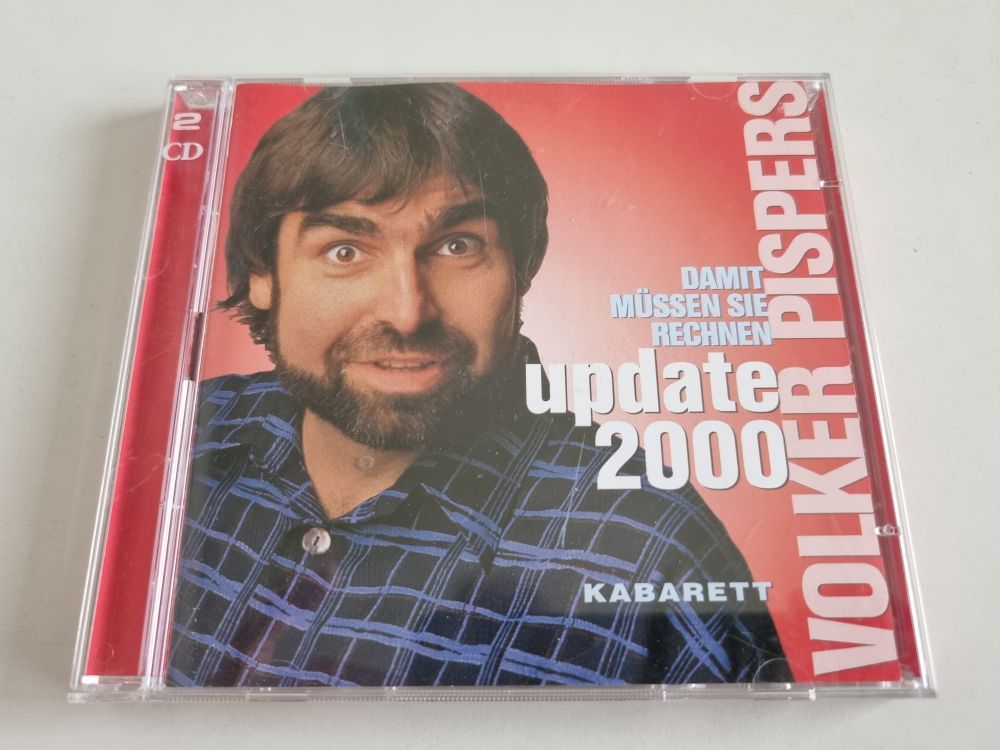 2
CD
DAMIT
MÜSSEN SIE
RECHNEN
update
2000
KABARETT
VOLKER PISPERS